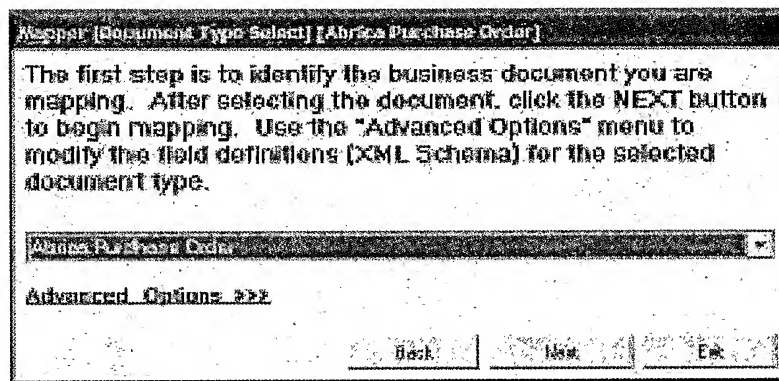 Mapper [Document Type Select] [Abrica Purchase Order]
The first step is to identify the business document you are
mapping. After selecting the document, click the NEXT button
to begin mapping. Use the "Advanced Options" menu to
modify the field definitions (XML Schema) for the selected
document type.
Abrica Purchase Order
Advanced Options >>>
Back Next Exit